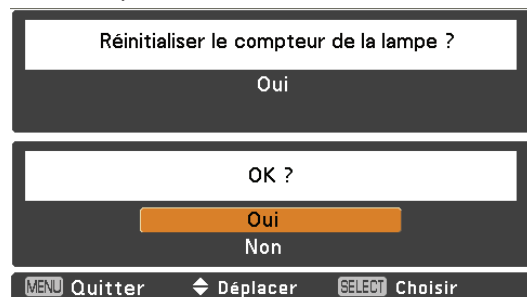 Réinitialiser le compteur de la lampe ?
Oui
OK ?
Oui
Non
MENU Quitter Déplacer SELECT Choisir